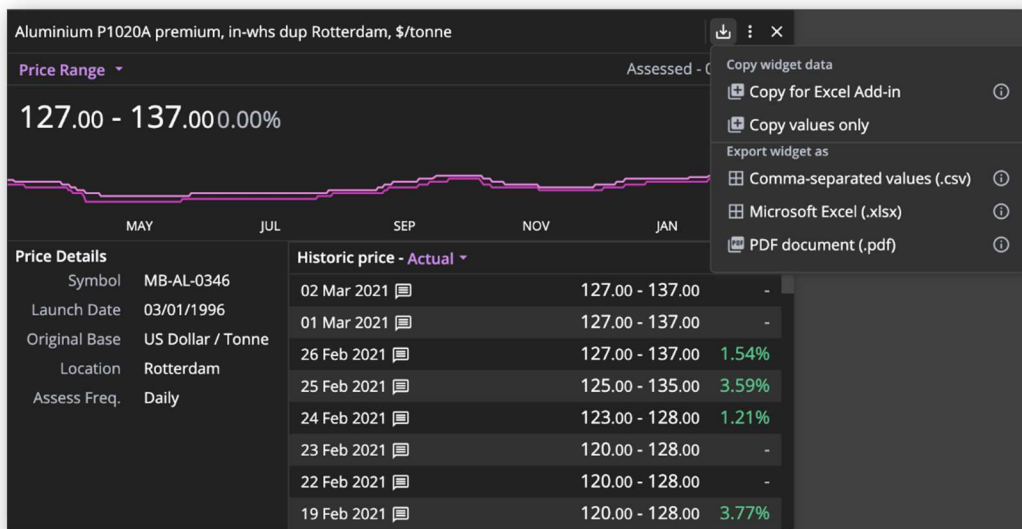 Aluminium P1020A premium, in-whs dup Rotterdam, $/tonne
Price Range
Assessed -
127.00 - 137.00 0.00%
Copy widget data
Copy for Excel Add-in
Copy values only
Export widget as
Comma-separated values (.csv)
Microsoft Excel (.xlsx)
PDF document (.pdf)
MAY JUL SEP NOV JAN
Price Details
Symbol MB-AL-0346
Launch Date 03/01/1996
Original Base US Dollar / Tonne
Location Rotterdam
Assess Freq. Daily
Historic price - Actual
02 Mar 2021 127.00 - 137.00 -
01 Mar 2021 127.00 - 137.00 -
26 Feb 2021 127.00 - 137.00 1.54%
25 Feb 2021 125.00 - 135.00 3.59%
24 Feb 2021 123.00 - 128.00 1.21%
23 Feb 2021 120.00 - 128.00 -
22 Feb 2021 120.00 - 128.00 -
19 Feb 2021 120.00 - 128.00 3.77%